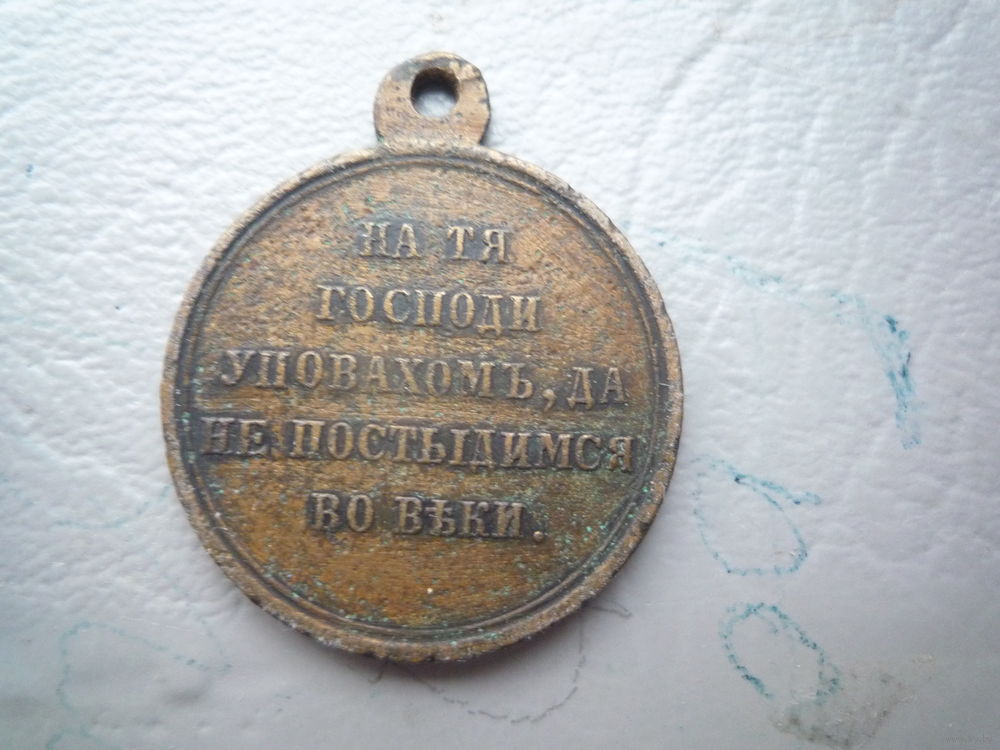 НА ТЯ
ГОСПОДИ
УПОВАХОМЪ, ДА
НЕ ПОСТЫДИМСЯ
ВО ВѢКИ.